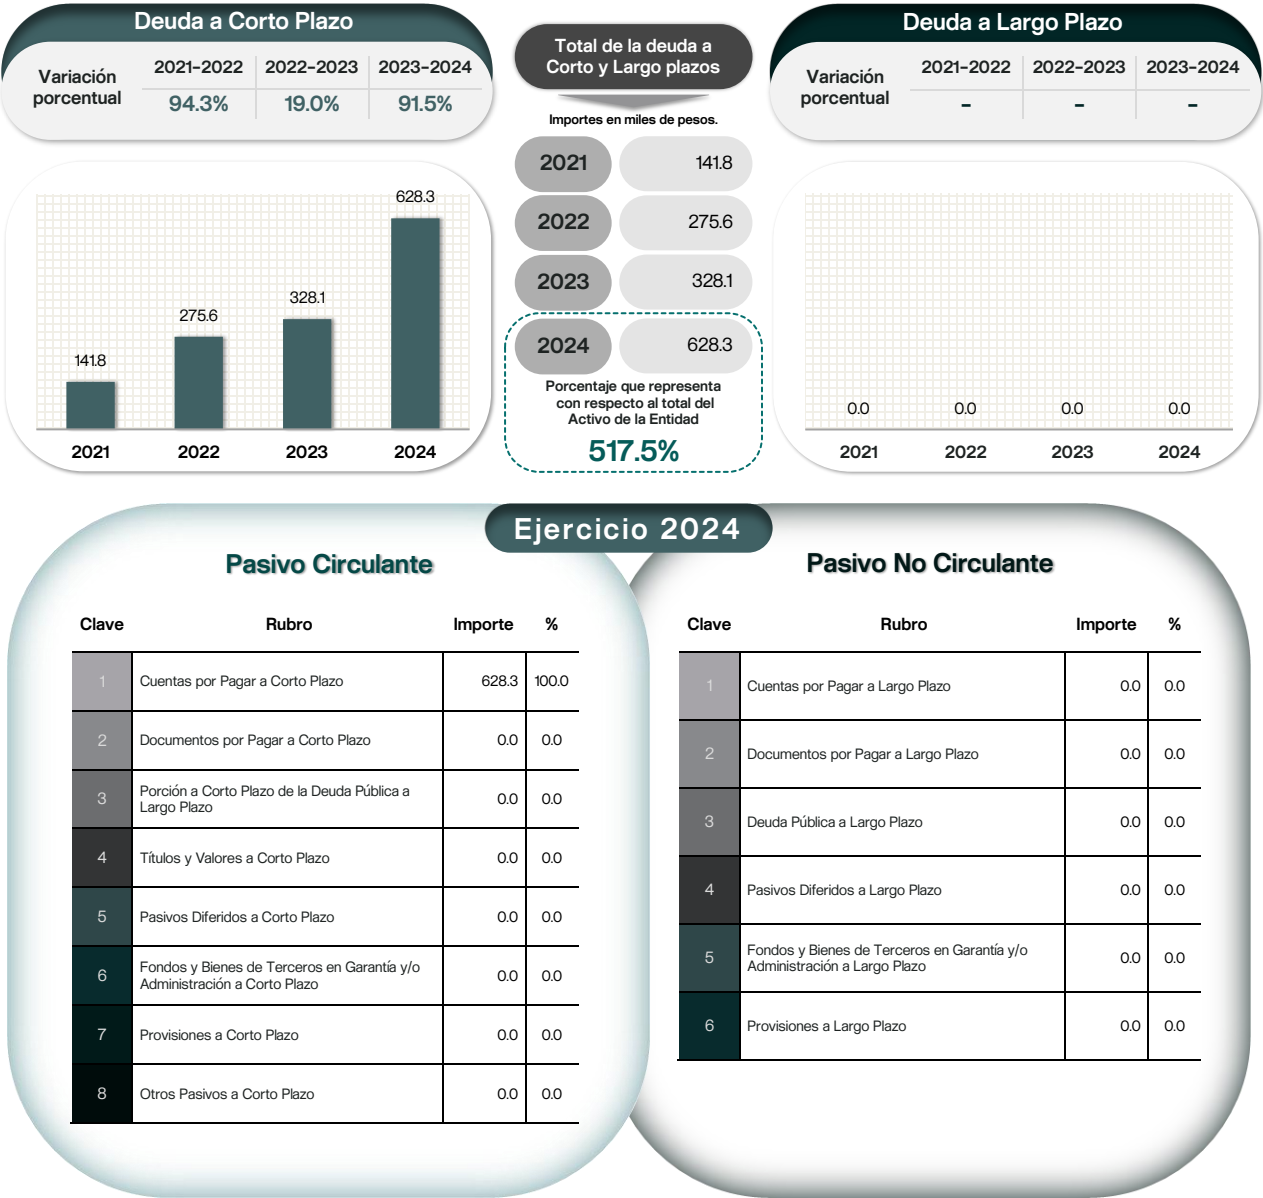 Deuda a Corto Plazo
Variación porcentual
2021-2022 2022-2023 2023-2024
94.3% 19.0% 91.5%
628.3
328.1
275.6
141.8
2021 2022 2023 2024
Total de la deuda a
Corto y Largo plazos
Importes en miles de pesos.
2021 141.8
2022 275.6
2023 328.1
2024 628.3
Porcentaje que representa
con respecto al total del
Activo de la Entidad
517.5%
Deuda a Largo Plazo
Variación porcentual
2021-2022 2022-2023 2023-2024
- - -
0.0 0.0 0.0 0.0
2021 2022 2023 2024
Ejercicio 2024
Pasivo Circulante
Clave Rubro Importe %
1 Cuentas por Pagar a Corto Plazo 628.3 100.0
2 Documentos por Pagar a Corto Plazo 0.0 0.0
3 Porción a Corto Plazo de la Deuda Pública a
Largo Plazo 0.0 0.0
4 Títulos y Valores a Corto Plazo 0.0 0.0
5 Pasivos Diferidos a Corto Plazo 0.0 0.0
6 Fondos y Bienes de Terceros en Garantía y/o
Administración a Corto Plazo 0.0 0.0
7 Provisiones a Corto Plazo 0.0 0.0
8 Otros Pasivos a Corto Plazo 0.0 0.0
Pasivo No Circulante
Clave Rubro Importe %
1 Cuentas por Pagar a Largo Plazo 0.0 0.0
2 Documentos por Pagar a Largo Plazo 0.0 0.0
3 Deuda Pública a Largo Plazo 0.0 0.0
4 Pasivos Diferidos a Largo Plazo 0.0 0.0
5 Fondos y Bienes de Terceros en Garantía y/o
Administración a Largo Plazo 0.0 0.0
6 Provisiones a Largo Plazo 0.0 0.0